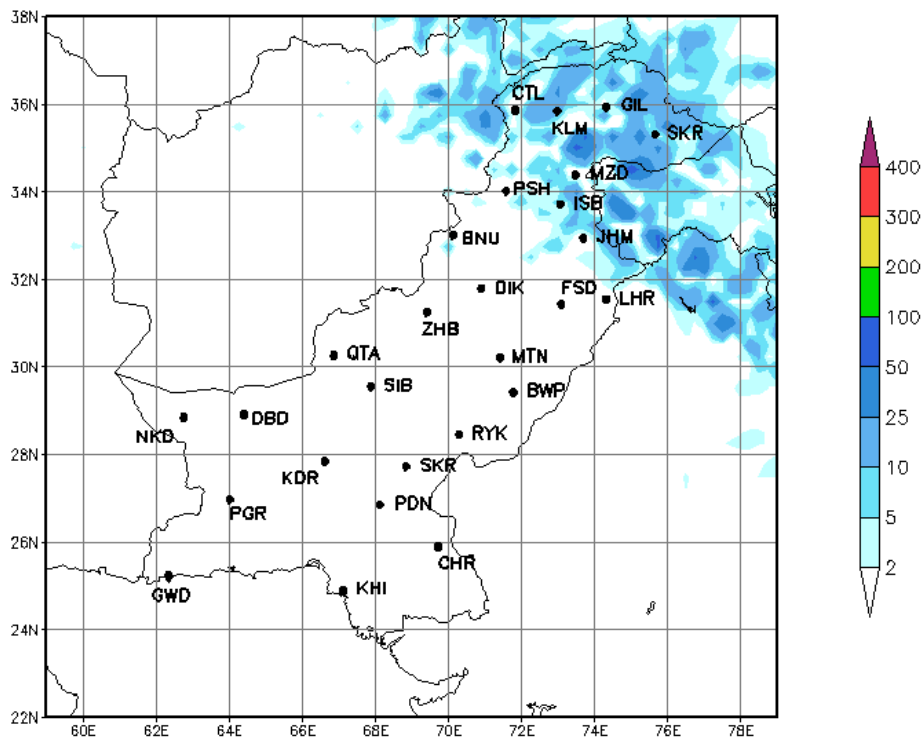 38N
36N
34N
32N
30N
28N
26N
24N
22N
60E
62E
64E
66E
68E
70E
72E
74E
76E
78E
CTL
GIL
KLM
SKR
MZD
PSH
ISB
JHM
BNU
DIK
FSD
LHR
ZHB
QTA
MTN
SIB
BWP
DBD
NKD
RYK
SKR
KDR
PDN
PGR
CHR
KHI
GWD
400
300
200
100
50
25
10
5
2